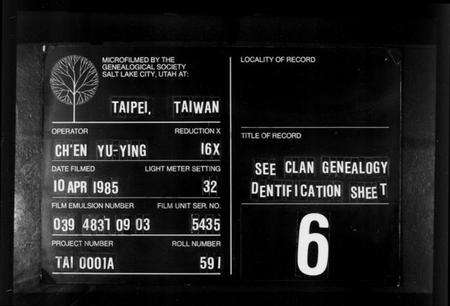 MICROFILMED BY THE
GENEALOGICAL SOCIETY
SALT LAKE CITY, UTAH AT:
TAIPEI, TAIWAN
OPERATOR REDUCTION X
CH'EN YU-YING 16X
DATE FILMED LIGHT METER SETTING
10 APR 1985 32
FILM EMULSION NUMBER FILM UNIT SER. NO.
039 4837 09 03 5435
PROJECT NUMBER ROLL NUMBER
TAI 0001A 591
LOCALITY OF RECORD
TITLE OF RECORD
SEE CLAN GENEALOGY
DENTIFICATION SHEET
6